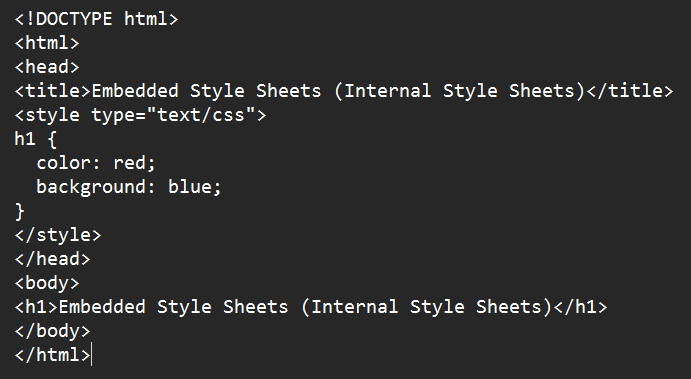 <!DOCTYPE html>
<html>
<head>
<title>Embedded Style Sheets (Internal Style Sheets)</title>
<style type="text/css">
h1 {
  color: red;
  background: blue;
}
</style>
</head>
<body>
<h1>Embedded Style Sheets (Internal Style Sheets)</h1>
</body>
</html>